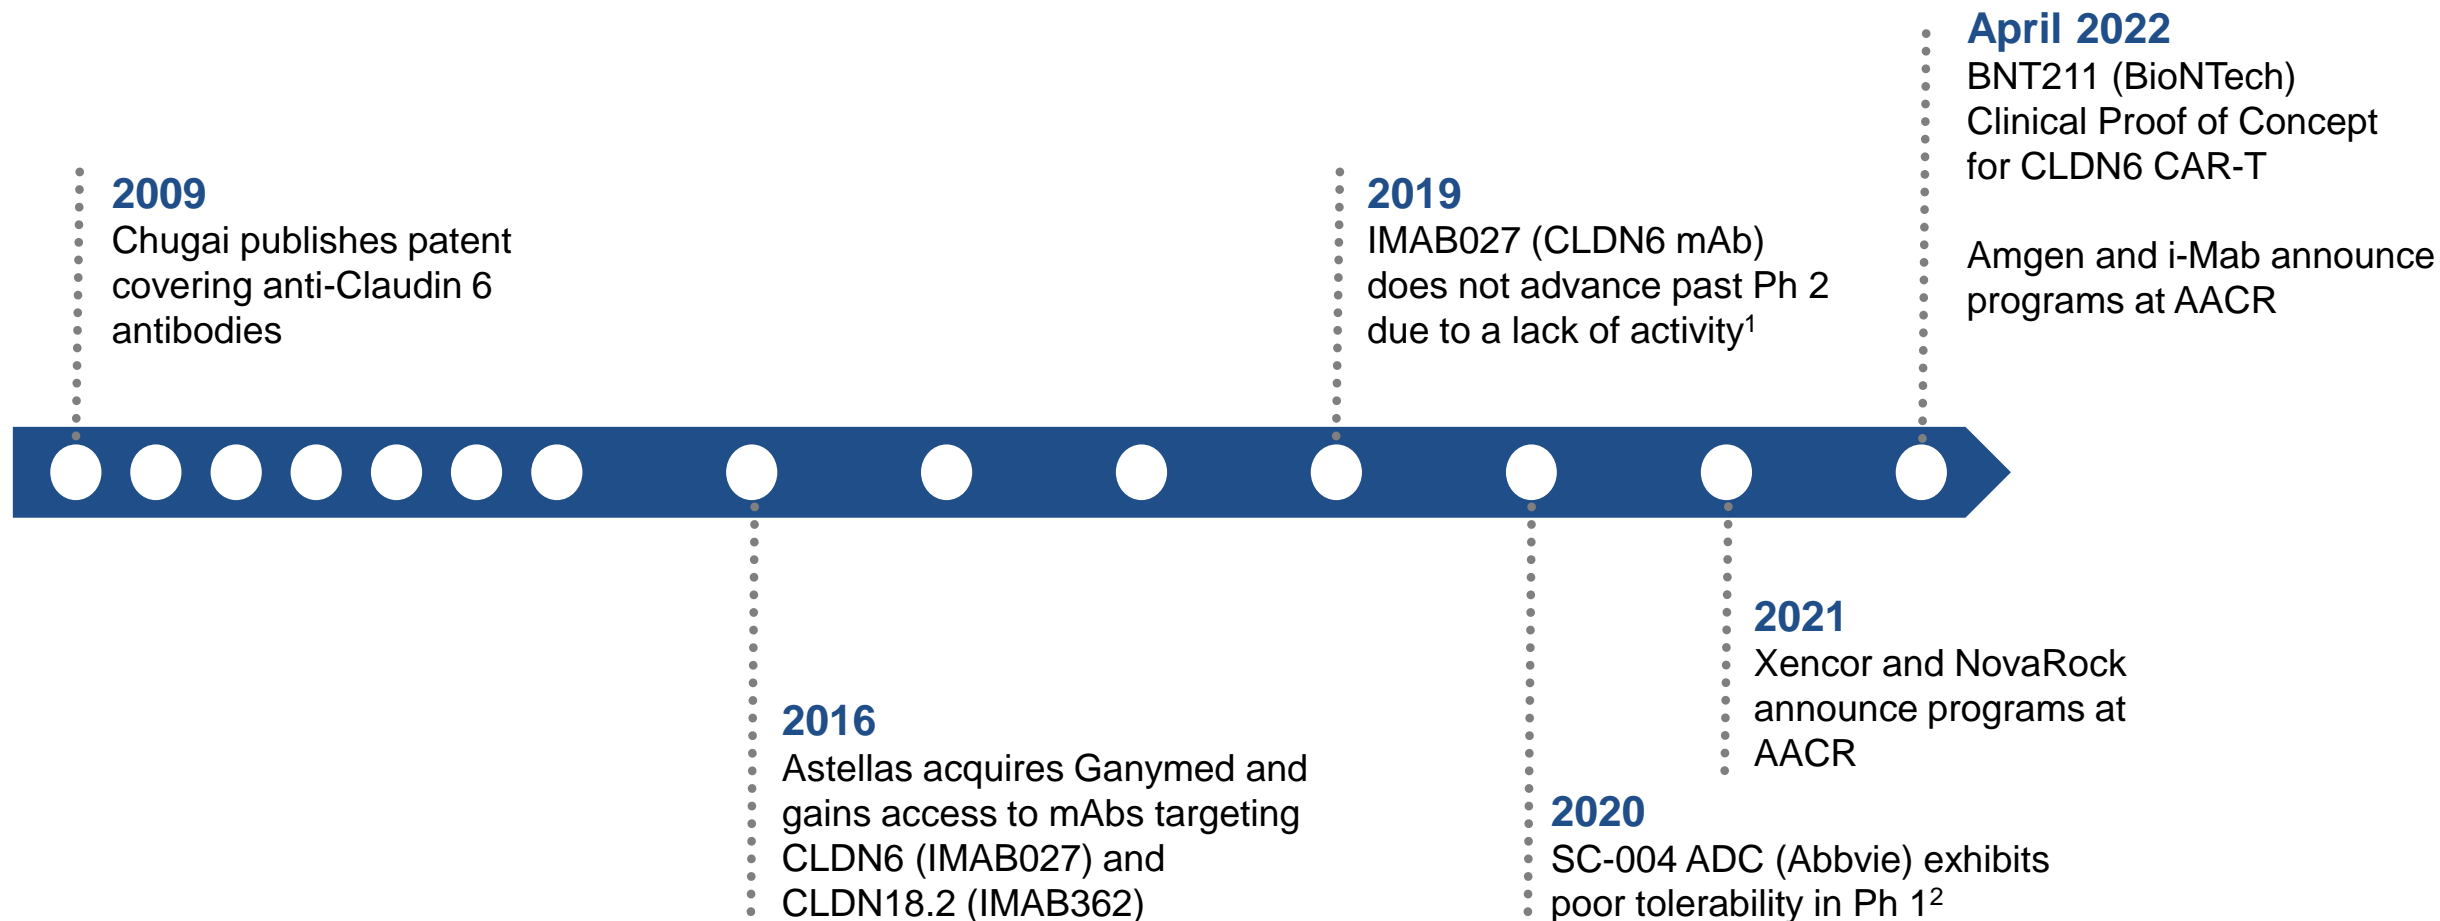 2009
Chugai publishes patent
covering anti-Claudin 6
antibodies
2016
Astellas acquires Ganymed and
gains access to mAbs targeting
CLDN6 (IMAB027) and
CLDN18.2 (IMAB362)
2019
IMAB027 (CLDN6 mAb)
does not advance past Ph 2
due to a lack of activity¹
2020
SC-004 ADC (Abbvie) exhibits
poor tolerability in Ph 1²
2021
Xencor and NovaRock
announce programs at
AACR
April 2022
BNT211 (BioNTech)
Clinical Proof of Concept
for CLDN6 CAR-T
Amgen and i-Mab announce
programs at AACR